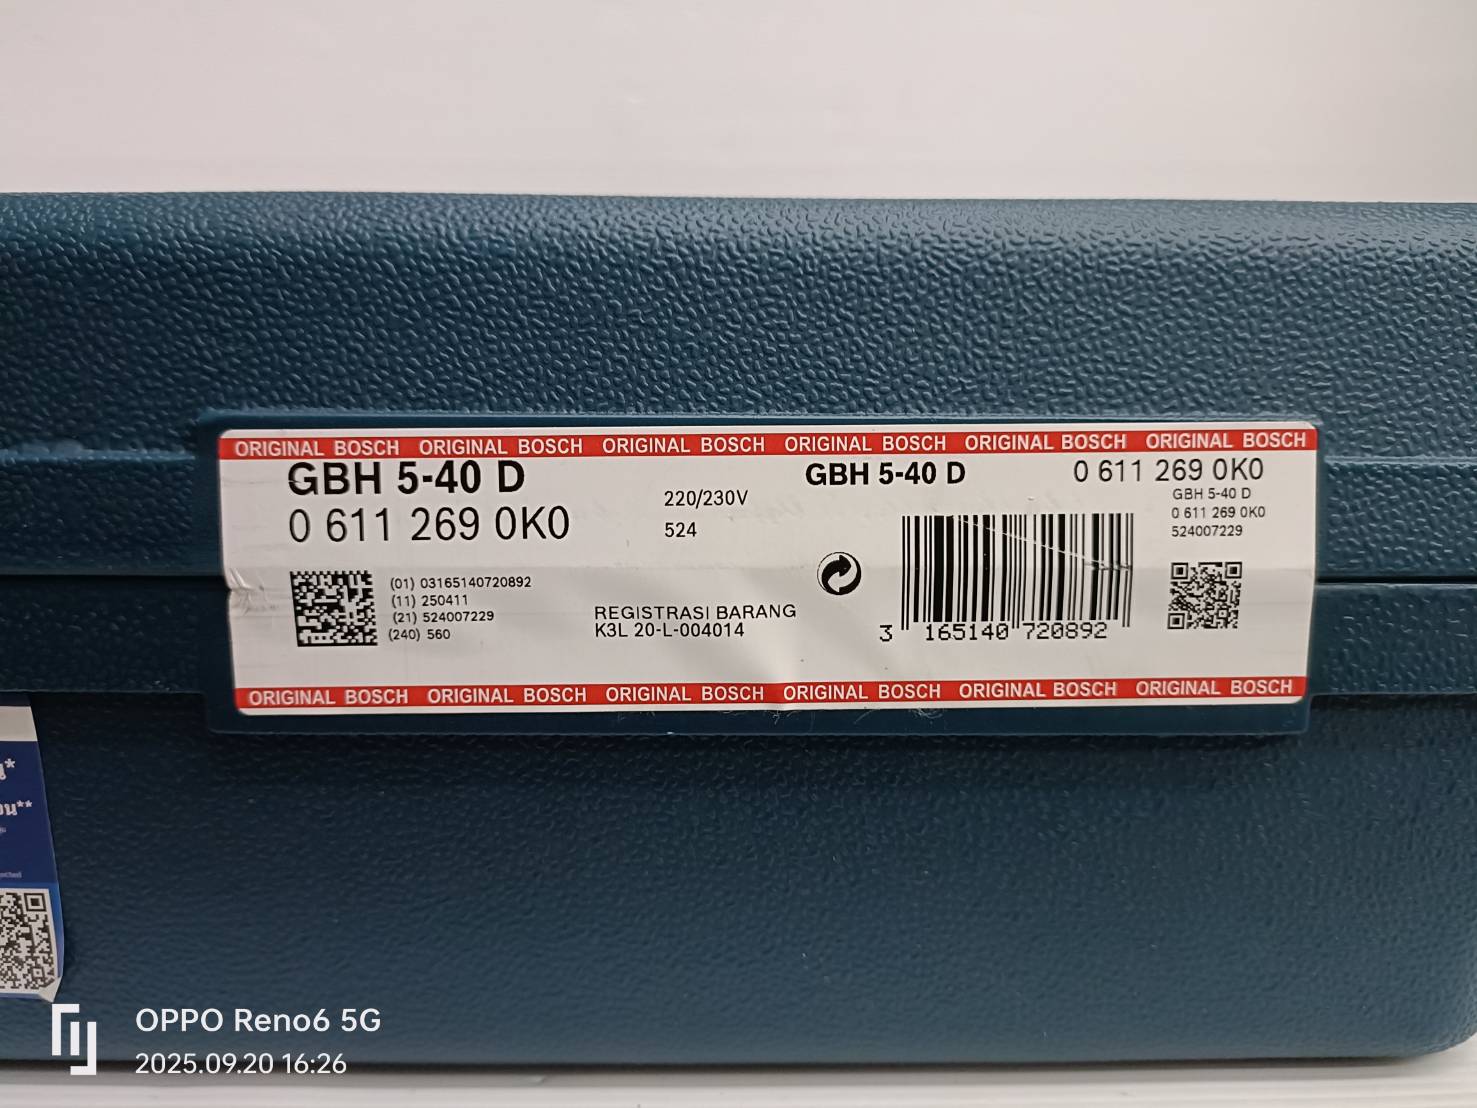 ORIGINAL BOSCH ORIGINAL BOSCH ORIGINAL BOSCH ORIGINAL BOSCH ORIGINAL BOSCH ORIGINAL BOSCH
GBH 5-40 D
0 611 269 0K0
220/230V
524
(01) 03165140720892
(11) 250411
(21) 524007229
(240) 560
REGISTRASI BARANG
K3L 20-L-004014
GBH 5-40 D
0 611 269 0K0
GBH 5-40 D
0 611 269 0K0
524007229
3 165140 720892
ORIGINAL BOSCH ORIGINAL BOSCH ORIGINAL BOSCH ORIGINAL BOSCH ORIGINAL BOSCH ORIGINAL BOSCH
OPPO Reno6 5G
2025.09.20 16:26